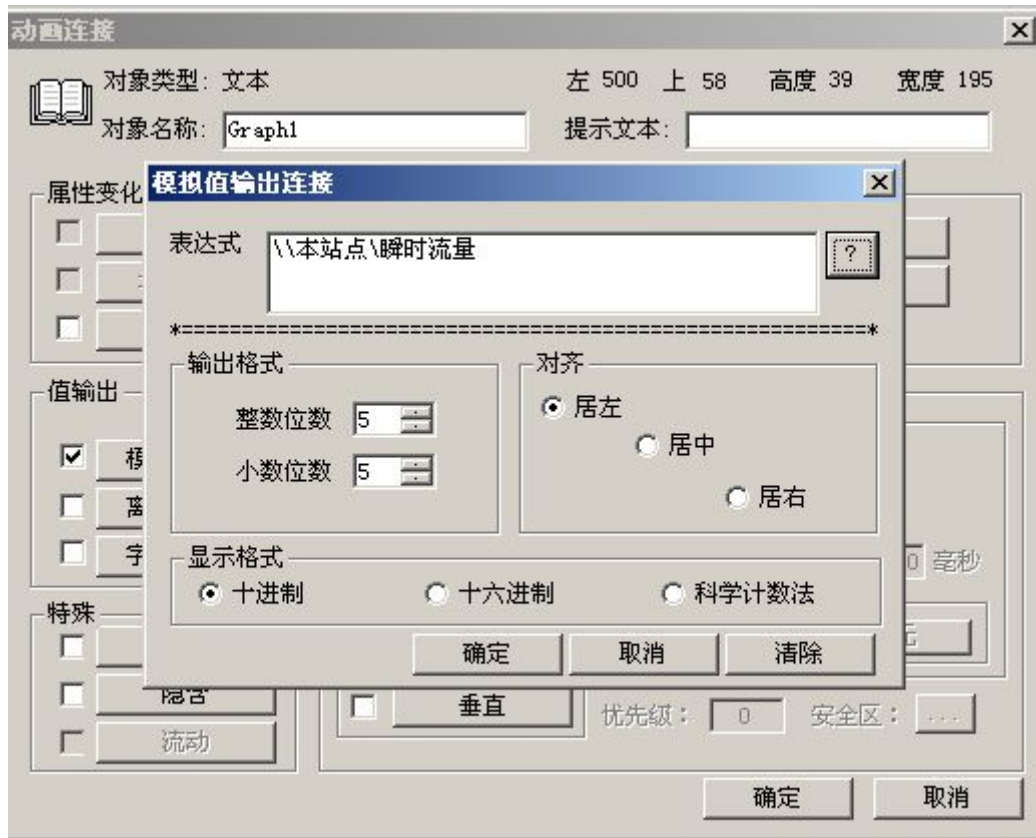 动画连接
对象类型: 文本 左 500 上 58 高度 39 宽度 195
对象名称: Graph1 提示文本:
属性变化
模拟值输出连接
表达式 \\本站点\瞬时流量 ?
*=========================================================*
输出格式 对齐
整数位数 5 居左
小数位数 5 居中
居右
显示格式
十进制 十六进制 科学计数法
确定 取消 清除
值输出
模
离
字
0 毫秒
特殊
隐含 垂直 优先级: 0 安全区: ...
流动
确定 取消